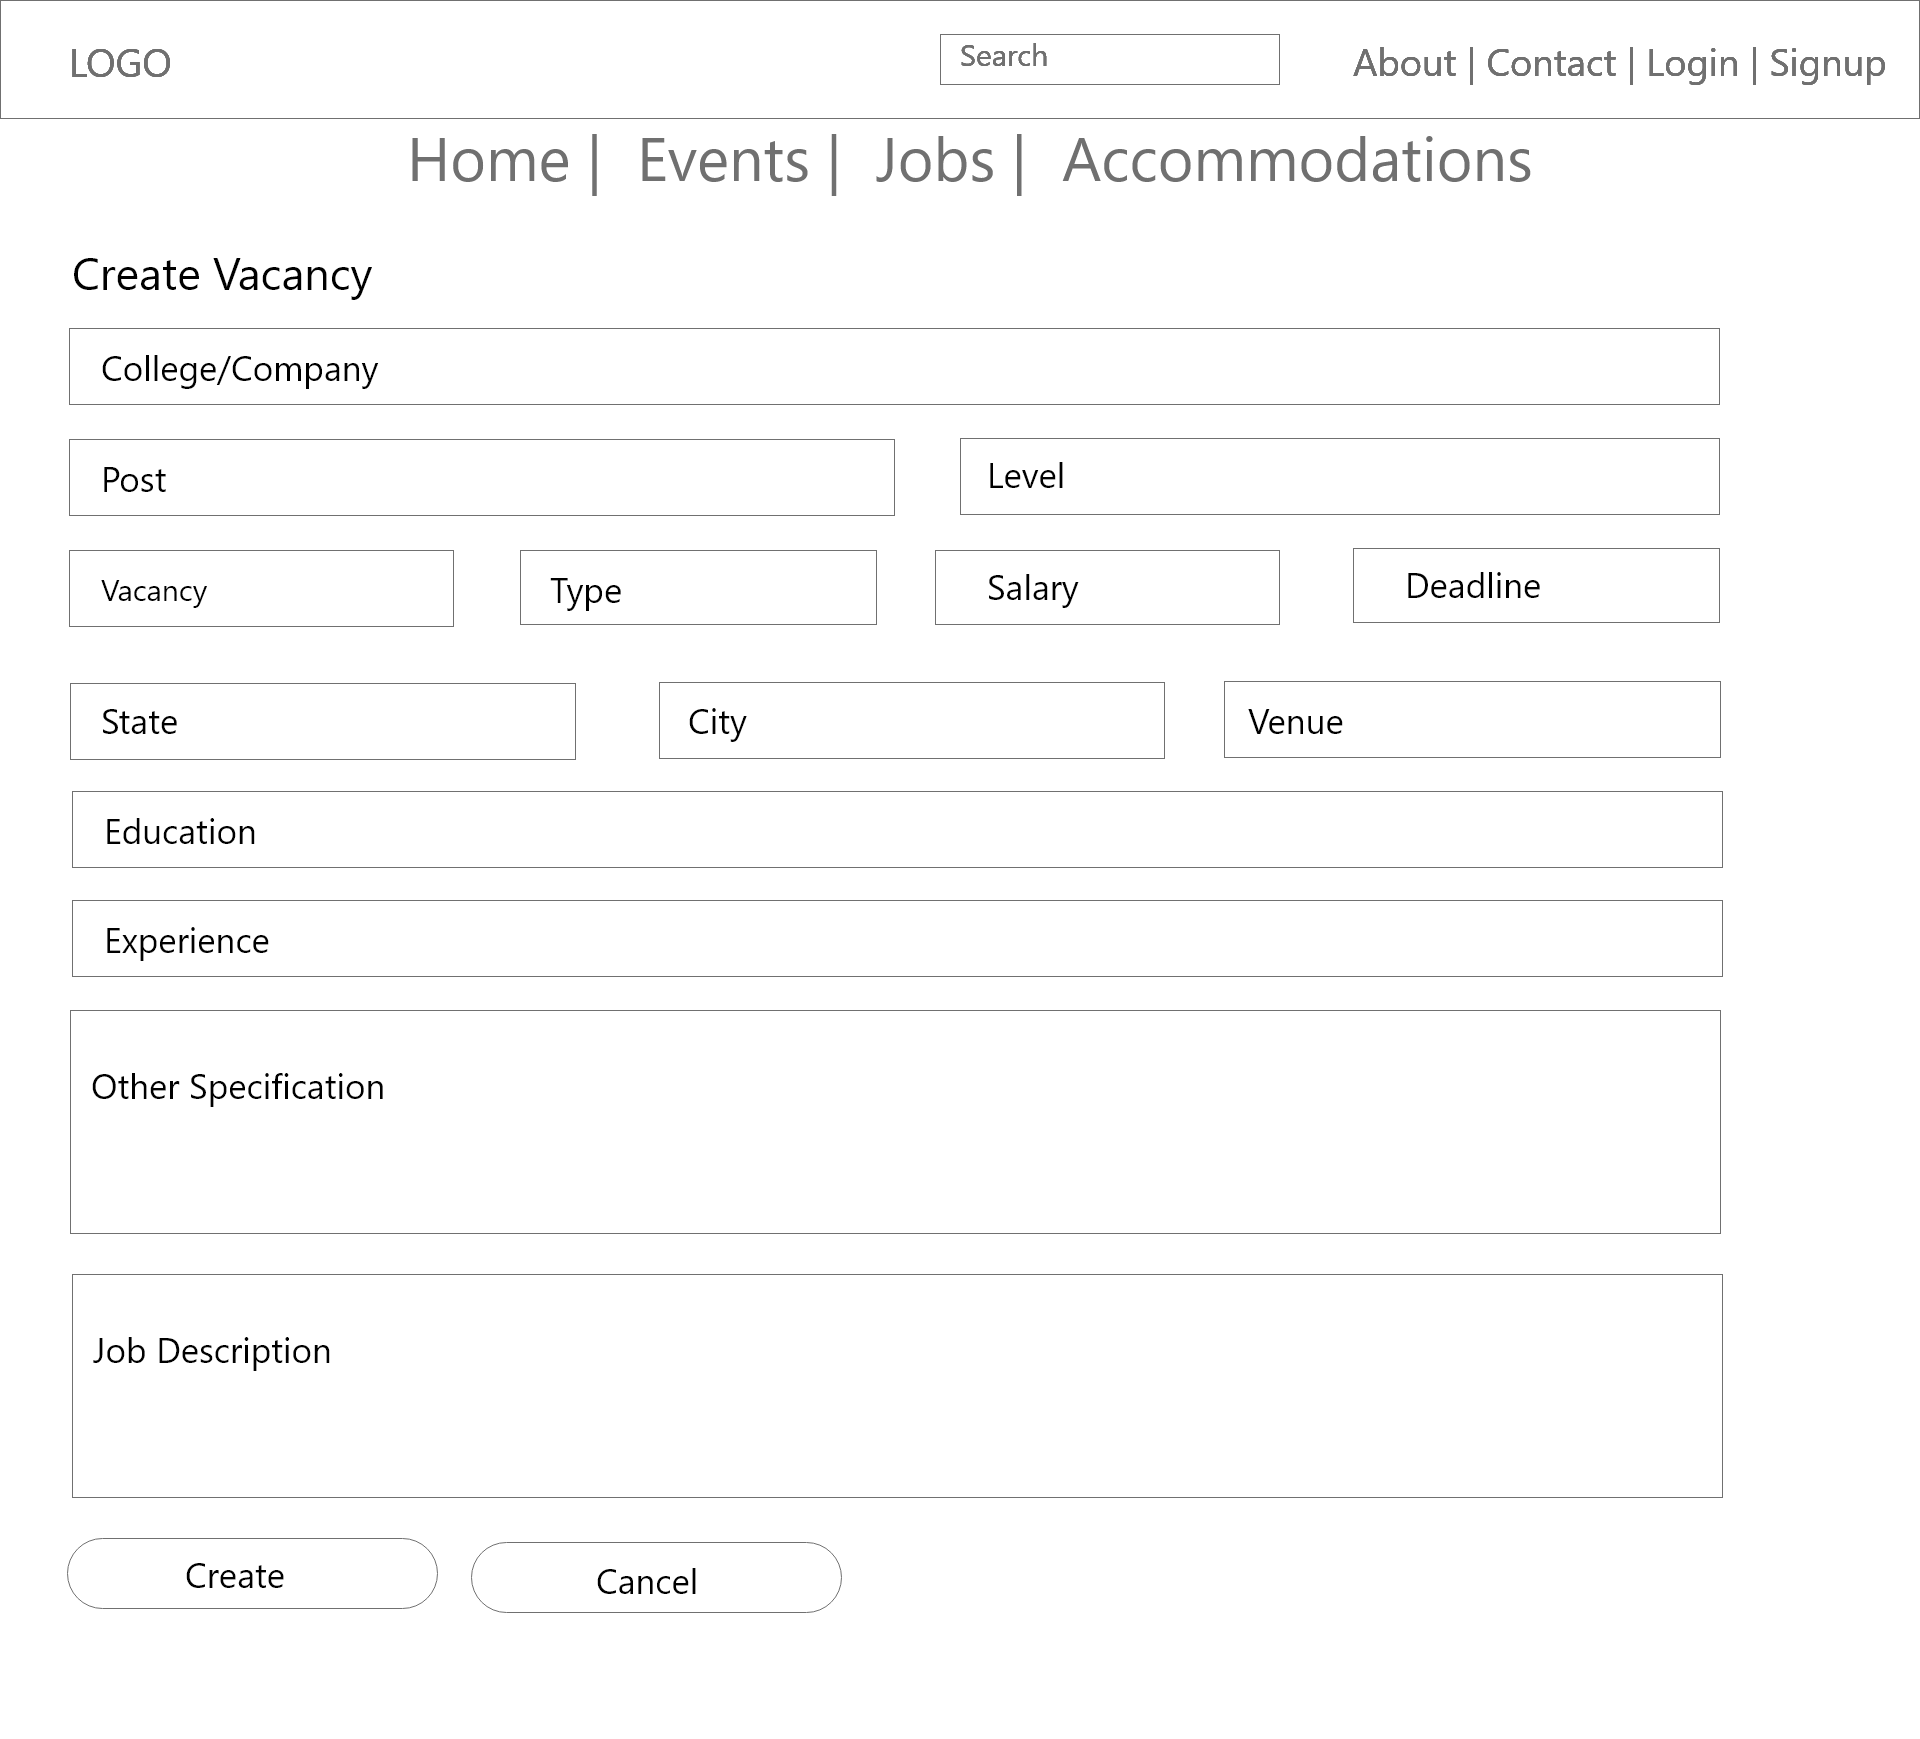 LOGO
Search
About | Contact | Login | Signup
Home | Events | Jobs | Accommodations
Create Vacancy
College/Company
Post
Level
Vacancy
Type
Salary
Deadline
State
City
Venue
Education
Experience
Other Specification
Job Description
Create
Cancel